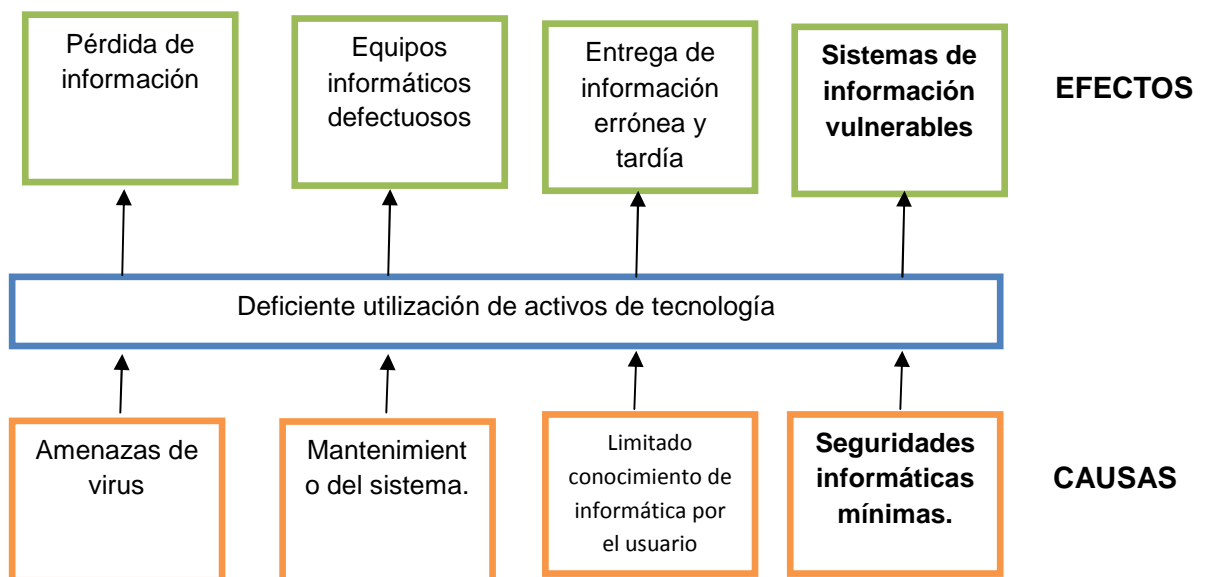 Pérdida de
información
Equipos
informáticos
defectuosos
Entrega de
información
errónea y
tardía
Sistemas de
información
vulnerables
EFECTOS
Deficiente utilización de activos de tecnología
Amenazas de
virus
Mantenimient
o del sistema.
Limitado
conocimiento de
informática por
el usuario
Seguridades
informáticas
mínimas.
CAUSAS